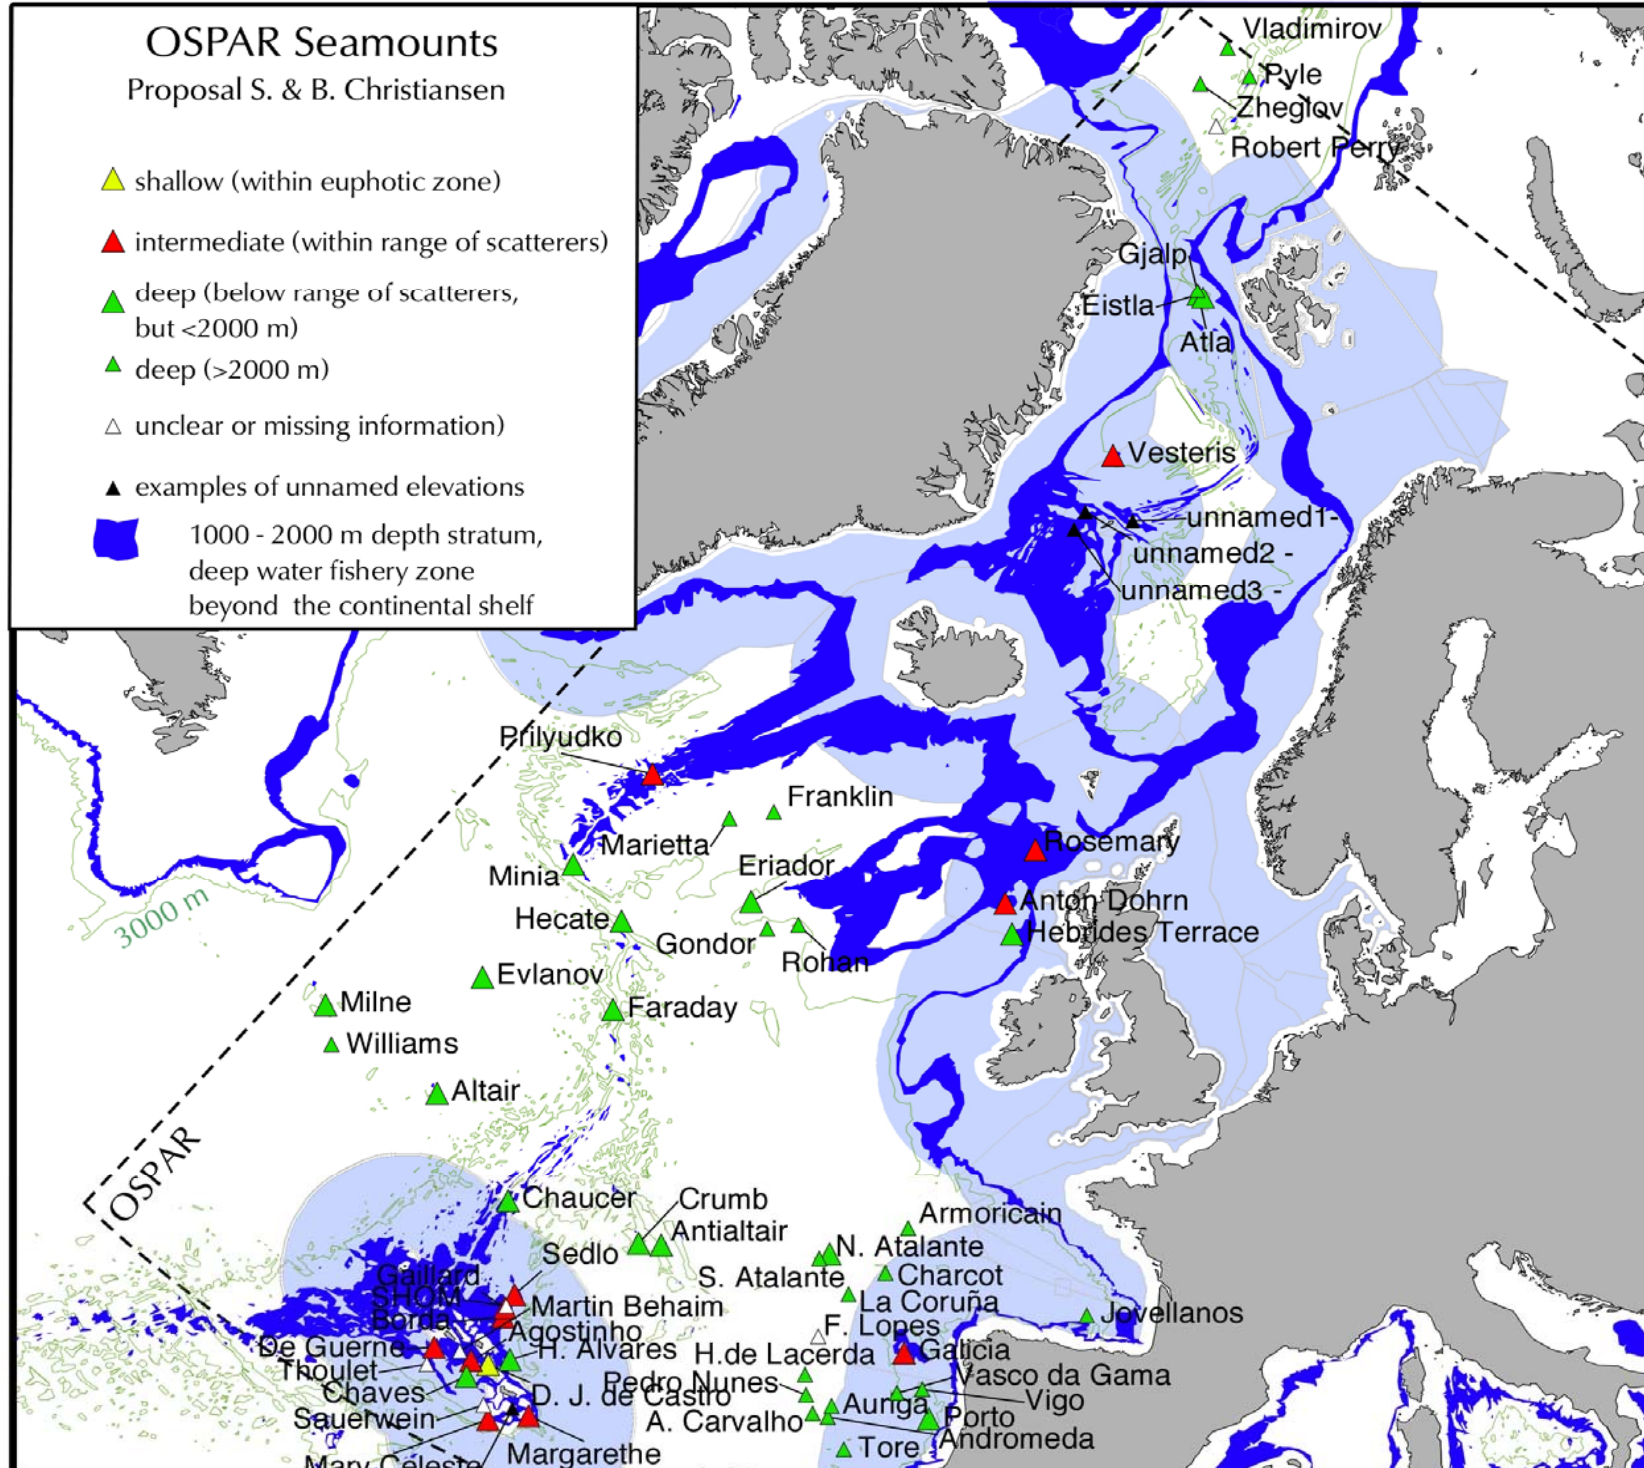 OSPAR Seamounts
Proposal S. & B. Christiansen
shallow (within euphotic zone)
intermediate (within range of scatterers)
deep (below range of scatterers,
but <2000 m)
deep (>2000 m)
unclear or missing information)
examples of unnamed elevations
1000 - 2000 m depth stratum,
deep water fishery zone
beyond the continental shelf
Vladimirov
Pyle
Zheglov
Robert Perry
Gjalp
Eistla
Atla
Vesteris
unnamed1-
unnamed2 -
unnamed3 -
Prilyudko
Franklin
Marietta
Rosemary
Eriador
Minia
Anton Dohrn
3000 m
Hecate
Gondor
Hebrides Terrace
Rohan
Evlanov
Milne
Faraday
Williams
Altair
OSPAR
Chaucer
Crumb
Armoricain
Antialtair
Sedlo
N. Atalante
S. Atalante
Charcot
Gaillard
SHOM
Martin Behaim
La Coruña
Jovellanos
Borda
Agostinho
F. Lopes
De Guerne
H. Alvares
H.de Lacerda
Galicia
Thoulet
Pedro Nunes
Vasco da Gama
Chaves
D. J. de Castro
Auriga
Vigo
Sauerwein
A. Carvalho
Porto
Andromeda
Margarethe
Tore
Mary Celeste